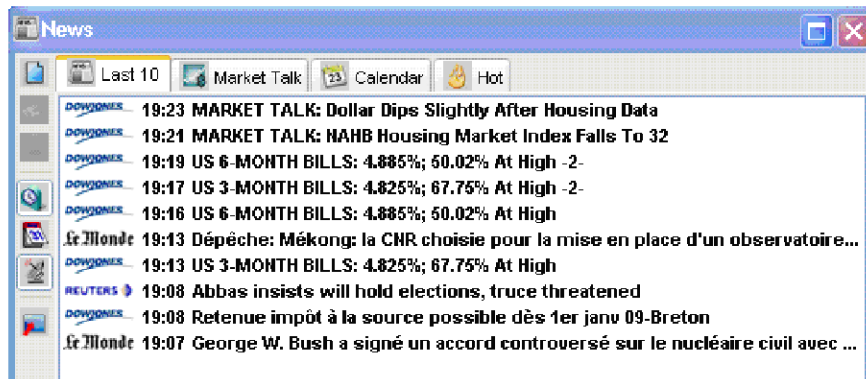 News
Last 10 Market Talk 23 Calendar Hot
DOWJONES 19:23 MARKET TALK: Dollar Dips Slightly After Housing Data
DOWJONES 19:21 MARKET TALK: NAHB Housing Market Index Falls To 32
DOWJONES 19:19 US 6-MONTH BILLS: 4.885%; 50.02% At High -2-
DOWJONES 19:17 US 3-MONTH BILLS: 4.825%; 67.75% At High -2-
DOWJONES 19:16 US 6-MONTH BILLS: 4.885%; 50.02% At High
Le Monde 19:13 Dépêche: Mékong: la CNR choisie pour la mise en place d'un observatoire...
DOWJONES 19:13 US 3-MONTH BILLS: 4.825%; 67.75% At High
REUTERS 19:08 Abbas insists will hold elections, truce threatened
DOWJONES 19:08 Retenue impôt à la source possible dès 1er janv 09-Breton
Le Monde 19:07 George W. Bush a signé un accord controversé sur le nucléaire civil avec ...